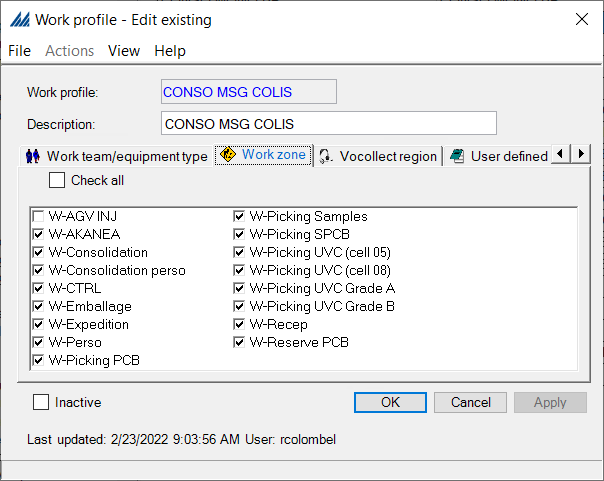 Work profile - Edit existing
File Actions View Help
Work profile: CONSO MSG COLIS
Description: CONSO MSG COLIS
Work team/equipment type Work zone Vocollect region User defined
Check all
W-AGV INJ
W-AKANEA
W-Consolidation
W-Consolidation perso
W-CTRL
W-Emballage
W-Expedition
W-Perso
W-Picking PCB
W-Picking Samples
W-Picking SPCB
W-Picking UVC (cell 05)
W-Picking UVC (cell 08)
W-Picking UVC Grade A
W-Picking UVC Grade B
W-Recep
W-Reserve PCB
Inactive OK Cancel Apply
Last updated: 2/23/2022 9:03:56 AM User: rcolombel